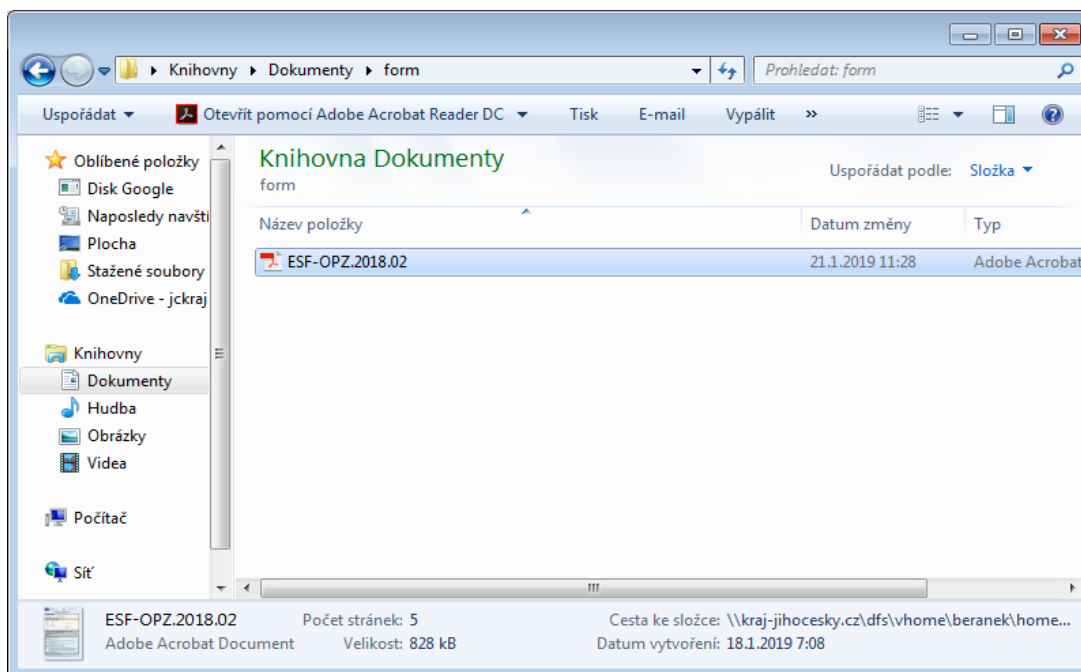 Knihovny Dokumenty form
Prohledat: form
Uspořádat Otevřít pomocí Adobe Acrobat Reader DC Tisk E-mail Vypálit »
Oblíbené položky
Disk Google
Naposledy navští
Plocha
Stažené soubory
OneDrive - jckraj
Knihovny
Dokumenty
Hudba
Obrázky
Videa
Počítač
Síť
Knihovna Dokumenty
form
Uspořádat podle: Složka
Název položky Datum změny Typ
ESF-OPZ.2018.02 21.1.2019 11:28 Adobe Acrobat
ESF-OPZ.2018.02 Počet stránek: 5 Cesta ke složce: \\kraj-jihocesky.cz\dfs\vhome\beranek\home...
Adobe Acrobat Document Velikost: 828 kB Datum vytvoření: 18.1.2019 7:08